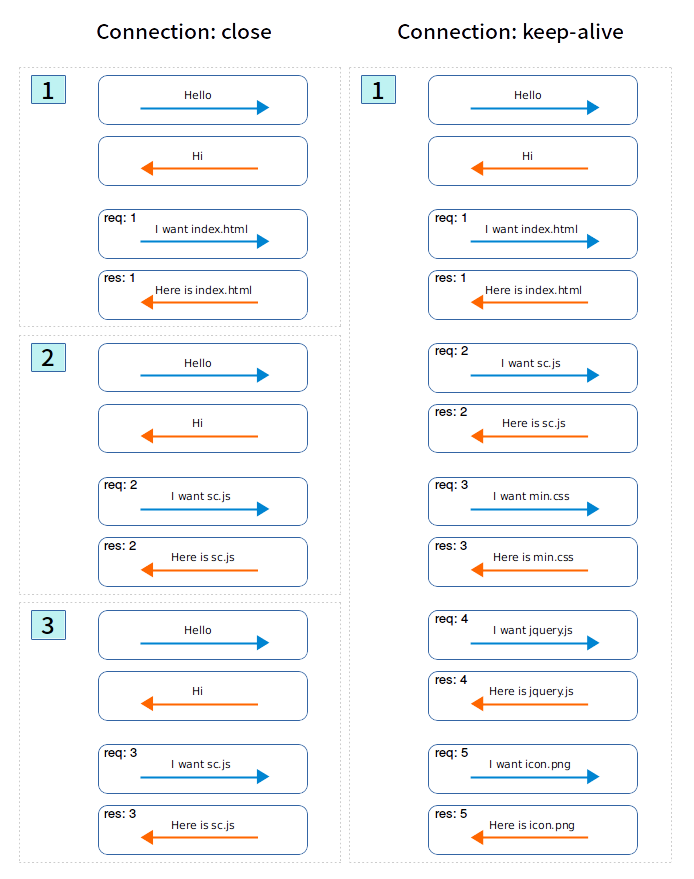 Connection: close
1
Hello
Hi
req: 1
I want index.html
res: 1
Here is index.html
2
Hello
Hi
req: 2
I want sc.js
res: 2
Here is sc.js
3
Hello
Hi
req: 3
I want sc.js
res: 3
Here is sc.js
Connection: keep-alive
1
Hello
Hi
req: 1
I want index.html
res: 1
Here is index.html
req: 2
I want sc.js
res: 2
Here is sc.js
req: 3
I want min.css
res: 3
Here is min.css
req: 4
I want jquery.js
res: 4
Here is jquery.js
req: 5
I want icon.png
res: 5
Here is icon.png